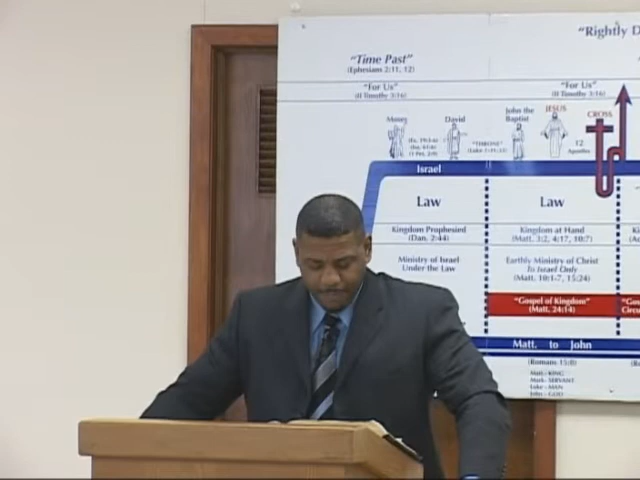 "Rightly D
"Time Past"
(Ephesians 2:11, 12)
"For Us"
(II Timothy 3:16)
"For Us"
(II Timothy 3:16)
Moses
David
John the
Baptist
JESUS
CROSS
12
Apostles
"THRONE"
Israel
Law
Law
Kingdom Prophesied
(Dan. 2:44)
Kingdom at Hand
(Matt. 3:2, 4:17, 10:7)
Ministry of Israel
Under the Law
Earthly Ministry of Christ
To Israel Only
(Matt. 10:1-7, 15:24)
"Gospel of Kingdom"
(Matt. 24:14)
"Gos
Circu
Matt. to John
(Romans 15:8)
Matt.- KING
Mark- SERVANT
Luke- MAN
John- GOD